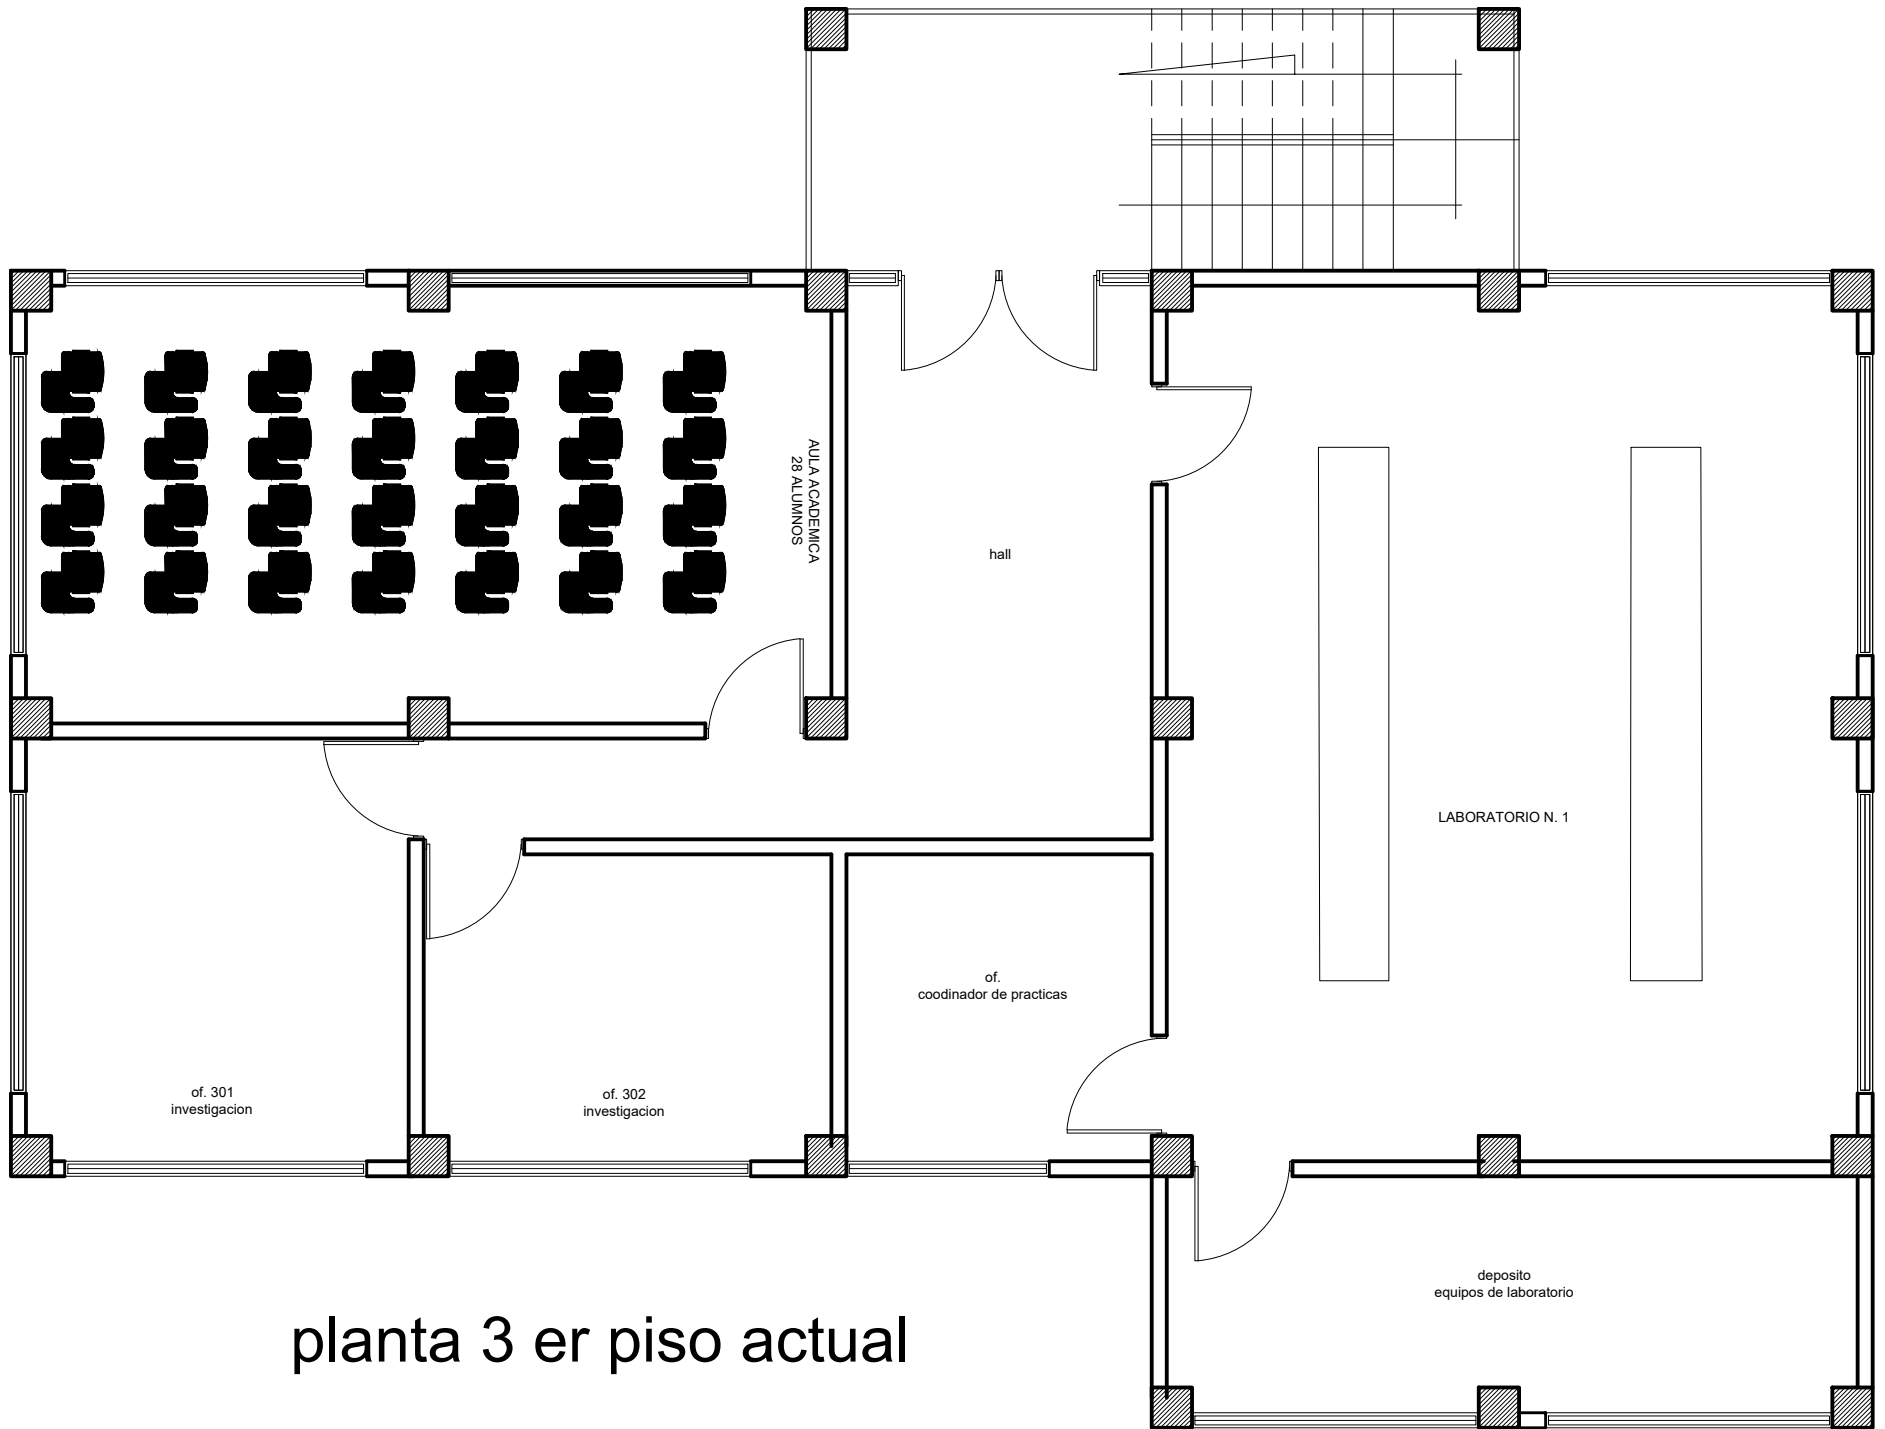 AULA ACADEMICA
28 ALUMNOS
hall
LABORATORIO N. 1
of.
coodinador de practicas
of. 301
investigacion
of. 302
investigacion
deposito
equipos de laboratorio
planta 3 er piso actual